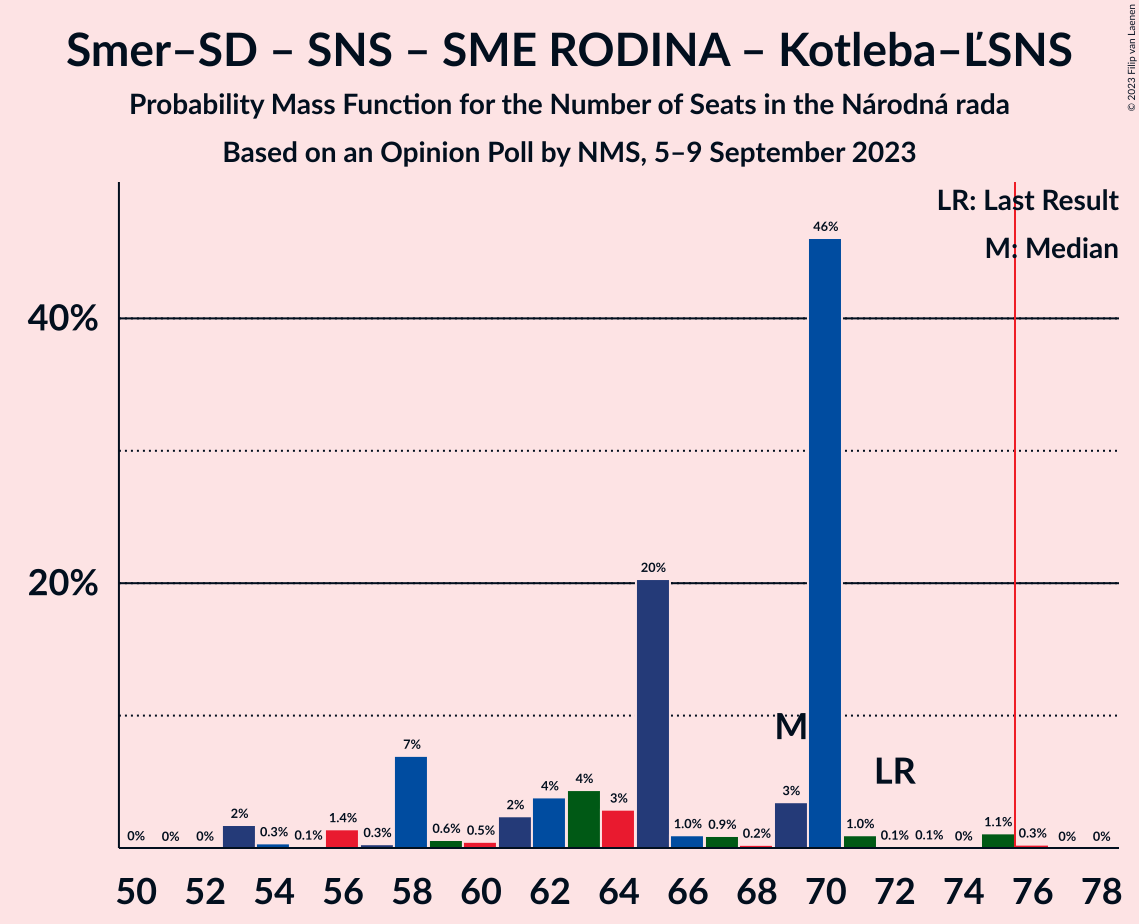 Smer–SD – SNS – SME RODINA – Kotleba–ĽSNS
Probability Mass Function for the Number of Seats in the Národná rada
Based on an Opinion Poll by NMS, 5–9 September 2023
© 2023 Filip van Laenen
LR: Last Result
M: Median
40%
20%
0% 0% 0% 2% 0.3% 0.1% 1.4% 0.3% 7% 0.6% 0.5% 2% 4% 4% 3% 20% 1.0% 0.9% 0.2% 3% 46% 1.0% 0.1% 0.1% 0% 1.1% 0.3% 0% 0%
M
LR
50 52 54 56 58 60 62 64 66 68 70 72 74 76 78